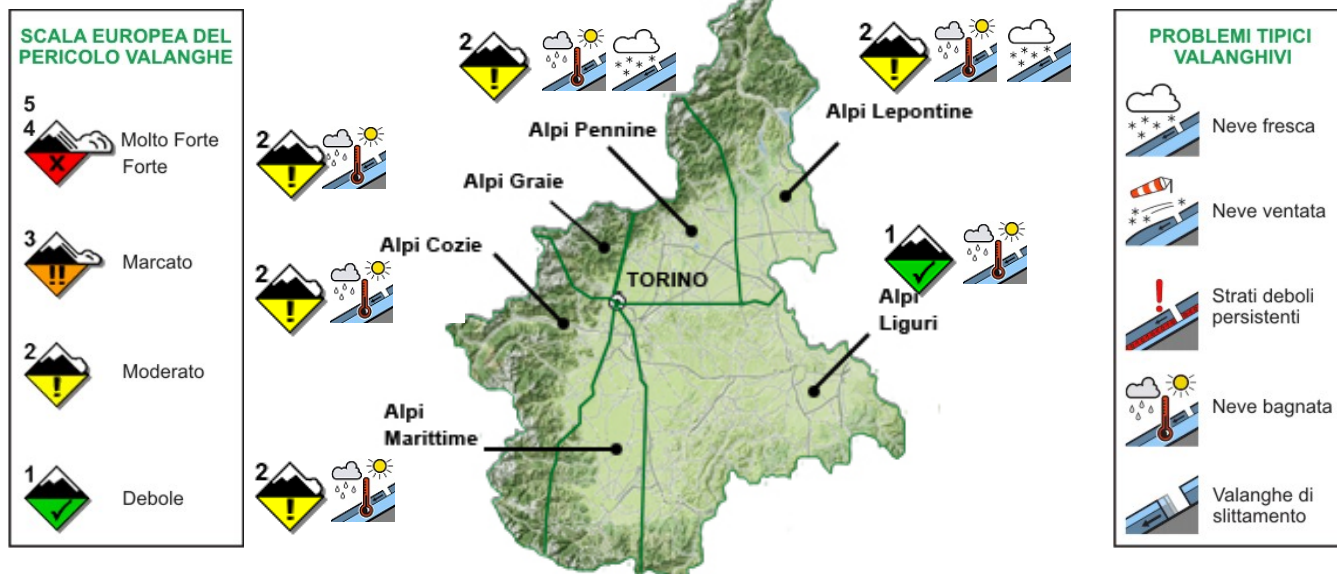 SCALA EUROPEA DEL
PERICOLO VALANGHE
5
4
Molto Forte
Forte
3
Marcato
2
Moderato
1
Debole
2
2
2
2
2
1
Alpi Pennine
Alpi Lepontine
Alpi Graie
Alpi Cozie
TORINO
Alpi
Liguri
Alpi
Marittime
PROBLEMI TIPICI
VALANGHIVI
Neve fresca
Neve ventata
Strati deboli
persistenti
Neve bagnata
Valanghe di
slittamento